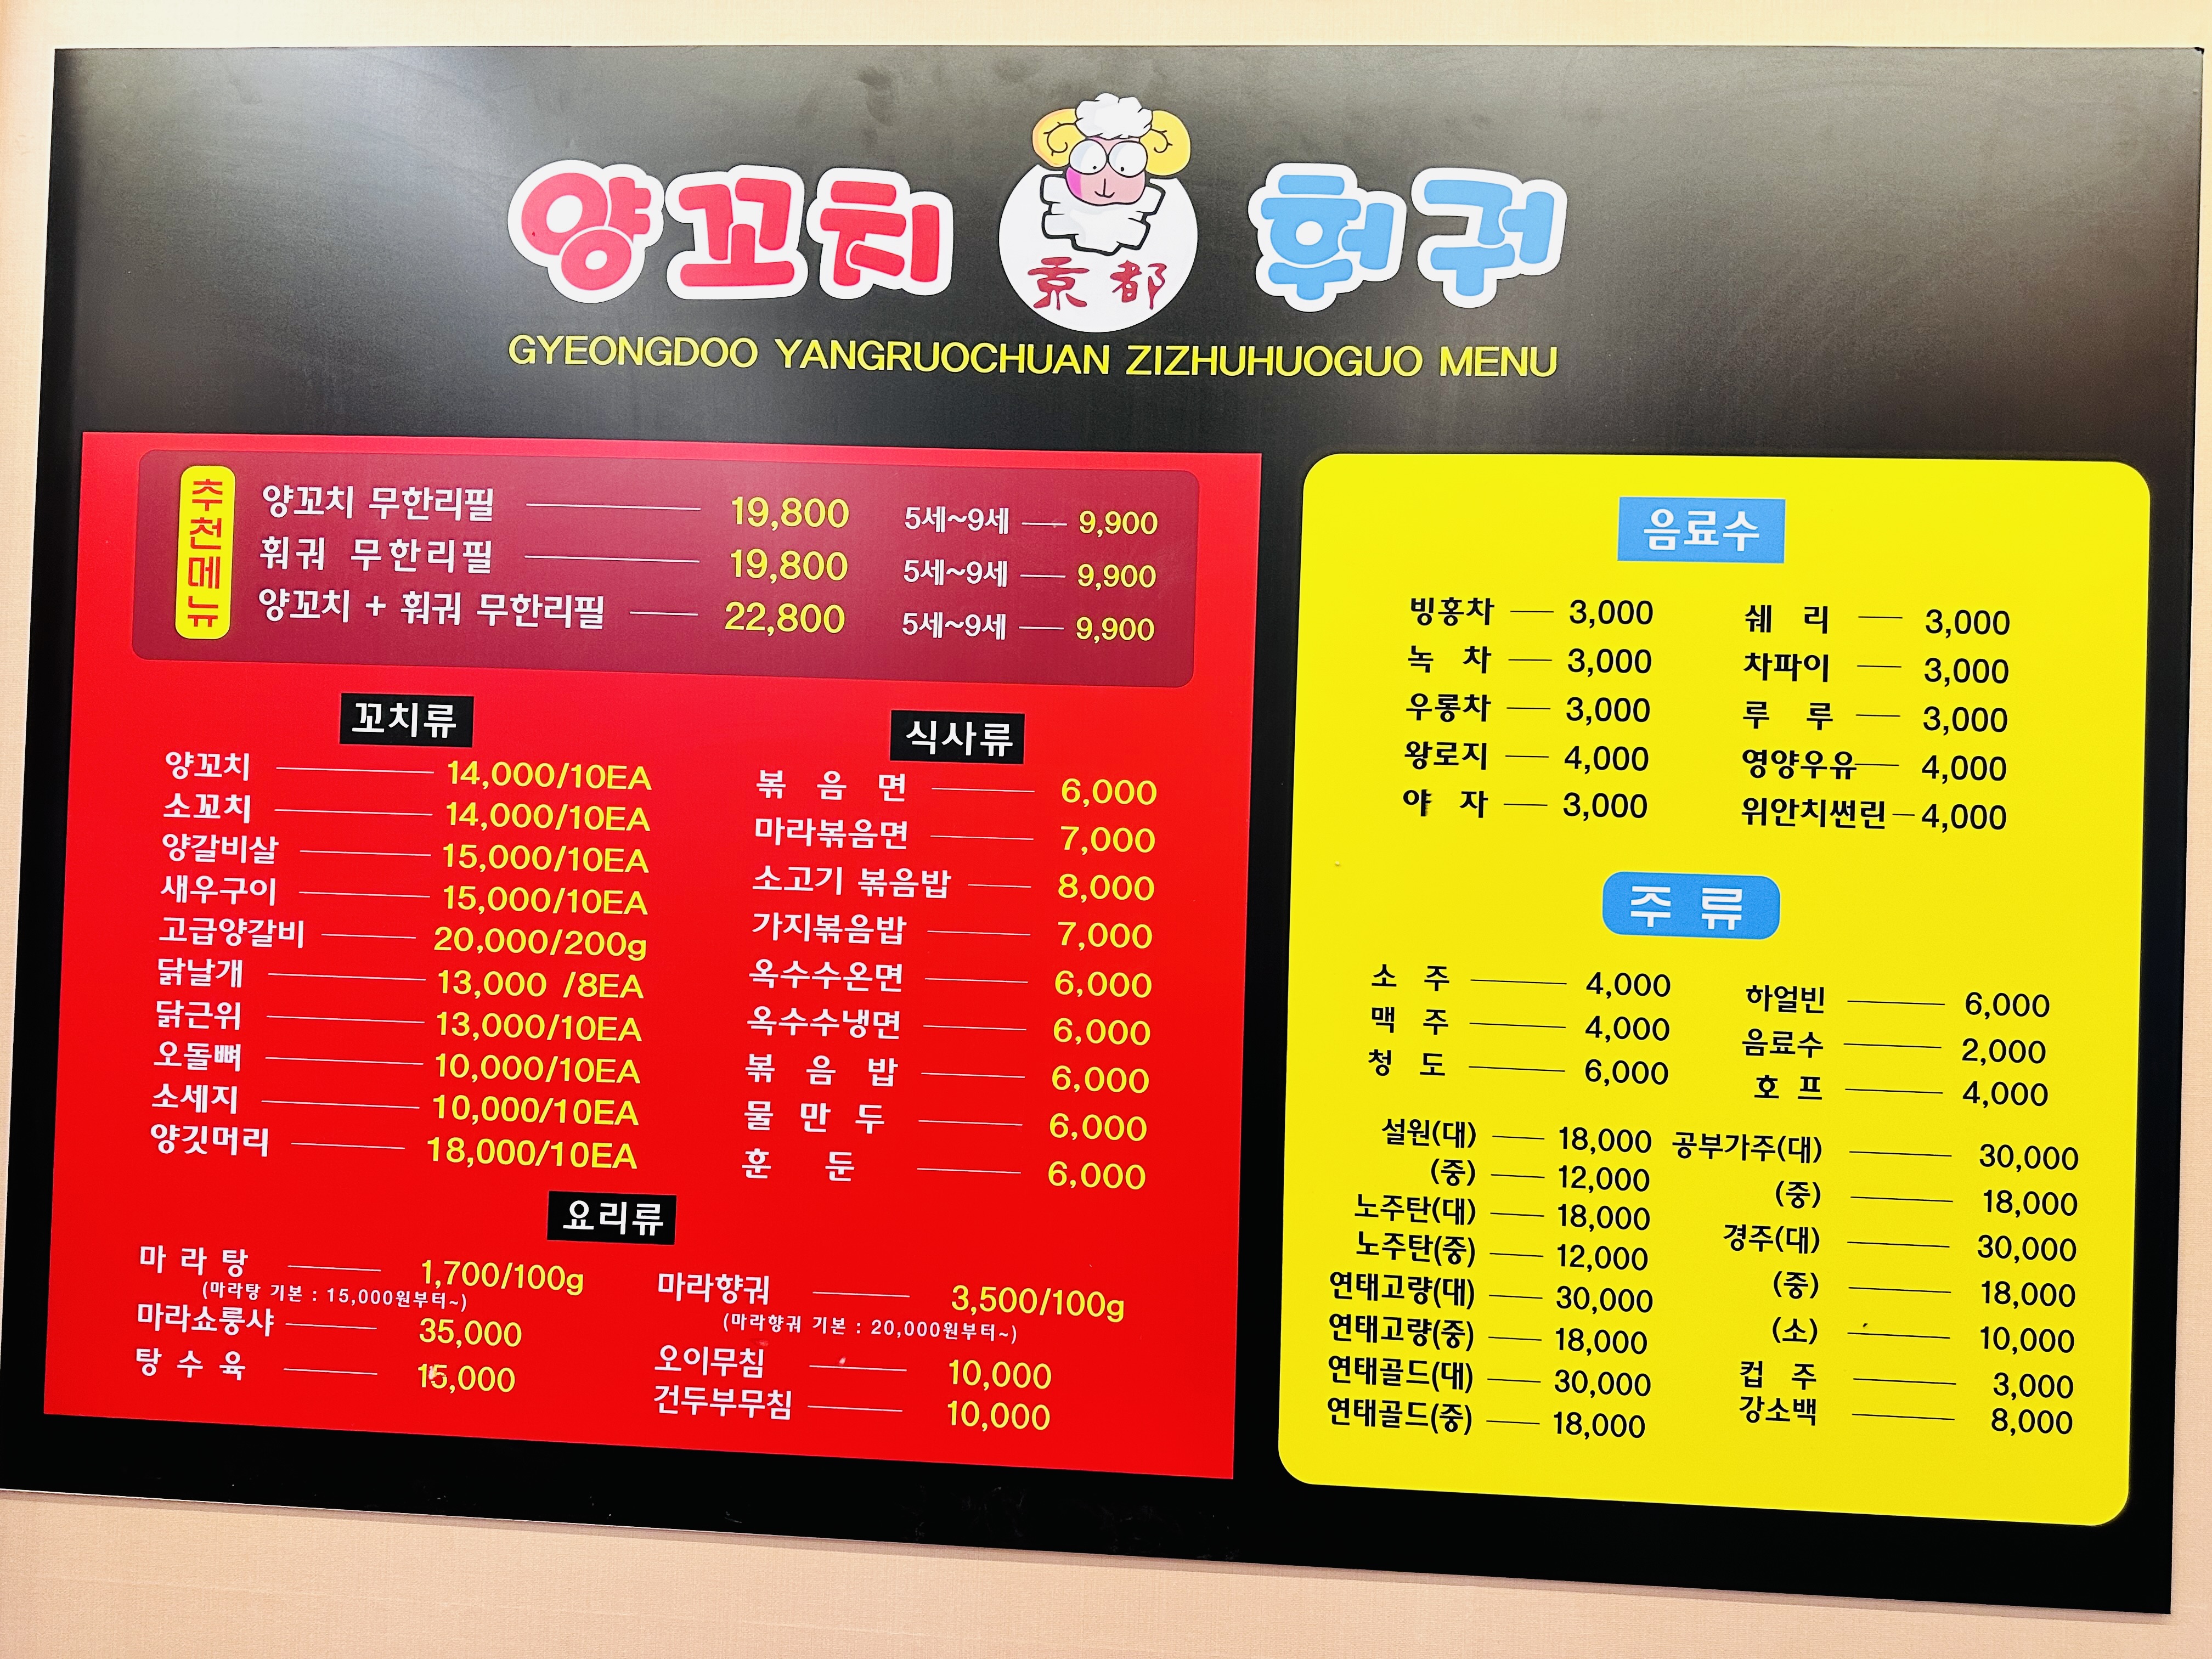 양꼬치 훠궈
京都
GYEONGDOO YANGRUOCHUAN ZIZHUHUOGUO MENU
추천메뉴
양꼬치 무한리필 19,800 5세~9세 9,900
훠궈 무한리필 19,800 5세~9세 9,900
양꼬치 + 훠궈 무한리필 22,800 5세~9세 9,900
꼬치류
양꼬치 14,000/10EA
소꼬치 14,000/10EA
양갈비살 15,000/10EA
새우구이 15,000/10EA
고급양갈비 20,000/200g
닭날개 13,000 /8EA
닭근위 13,000/10EA
오돌뼈 10,000/10EA
소세지 10,000/10EA
양깃머리 18,000/10EA
식사류
볶음면 6,000
마라볶음면 7,000
소고기 볶음밥 8,000
가지볶음밥 7,000
옥수수온면 6,000
옥수수냉면 6,000
볶음밥 6,000
물만두 6,000
훈둔 6,000
요리류
마라탕 1,700/100g
(마라탕 기본 : 15,000원부터~)
마라쇼룽샤 35,000
탕수육 15,000
마라향궈 3,500/100g
(마라향궈 기본 : 20,000원부터~)
오이무침 10,000
건두부무침 10,000
음료수
빙홍차 3,000
녹차 3,000
우롱차 3,000
왕로지 4,000
야자 3,000
쉐리 3,000
차파이 3,000
루루 3,000
영양우유 4,000
위안치썬린 4,000
주류
소주 4,000
맥주 4,000
청도 6,000
하얼빈 6,000
음료수 2,000
호프 4,000
설원(대) 18,000
(중) 12,000
노주탄(대) 18,000
노주탄(중) 12,000
연태고량(대) 30,000
연태고량(중) 18,000
연태골드(대) 30,000
연태골드(중) 18,000
공부가주(대) 30,000
(중) 18,000
경주(대) 30,000
(중) 18,000
(소) 10,000
컵주 3,000
강소백 8,000